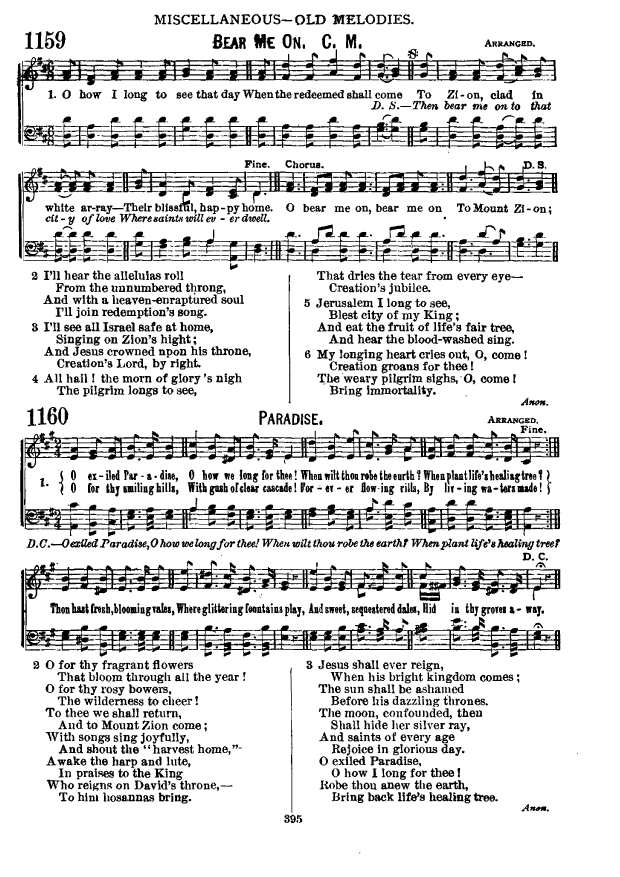 MISCELLANEOUS—OLD MELODIES.
1159
BEAR ME ON. C. M.
ARRANGED.
1. O how I long to see that day When the redeemed shall come To Zi-on, clad in
D. S.—Then bear me on to that
Fine. Chorus. D. S.
white ar-ray—Their blissful, hap-py home. O bear me on, bear me on To Mount Zi-on;
cit-y of love Where saints will ev-er dwell.
2 I'll hear the alleluias roll
From the unnumbered throng,
And with a heaven-enraptured soul
I'll join redemption's song.
3 I'll see all Israel safe at home,
Singing on Zion's hight;
And Jesus crowned npon his throne,
Creation's Lord, by right.
4 All hail! the morn of glory's nigh
The pilgrim longs to see,
That dries the tear from every eye—
Creation's jubilee.
5 Jerusalem I long to see,
Blest city of my King;
And eat the fruit of life's fair tree,
And hear the blood-washed sing.
6 My longing heart cries out, O, come!
Creation groans for thee!
The weary pilgrim sighs, O, come!
Bring immortality.
Anon.
1160
PARADISE.
ARRANGED.
Fine.
1. { O ex-iled Par-a-dise, O how we long for thee! When wilt thou robe the earth? When plant life's healing tree? }
{ O for thy smiling hills, With gush of clear cascade! For-ev-er flow-ing rills, By liv-ing wa-ters made! }
D.C.—O exiled Paradise, O how we long for thee! When wilt thou robe the earth? When plant life's healing tree?
D. C.
Thou hast fresh, blooming vales, Where glittering fountains play, And sweet, sequestered dales, Hid in thy groves a-way.
2 O for thy fragrant flowers
That bloom through all the year!
O for thy rosy bowers,
The wilderness to cheer!
To thee we shall return,
And to Mount Zion come;
With songs sing joyfully,
And shout the "harvest home,"
Awake the harp and lute,
In praises to the King
Who reigns on David's throne,—
To him hosannas bring.
3 Jesus shall ever reign,
When his bright kingdom comes;
The sun shall be ashamed
Before his dazzling thrones.
The moon, confounded, then
Shall hide her silver ray,
And saints of every age
Rejoice in glorious day.
O exiled Paradise,
O how I long for thee!
Robe thou anew the earth,
Bring back life's healing tree.
Anon.
395